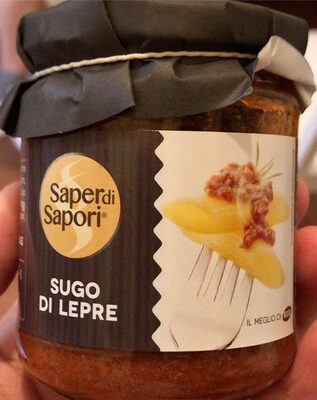 Saper di
Sapori®
SUGO
DI LEPRE
IL MEGLIO DI